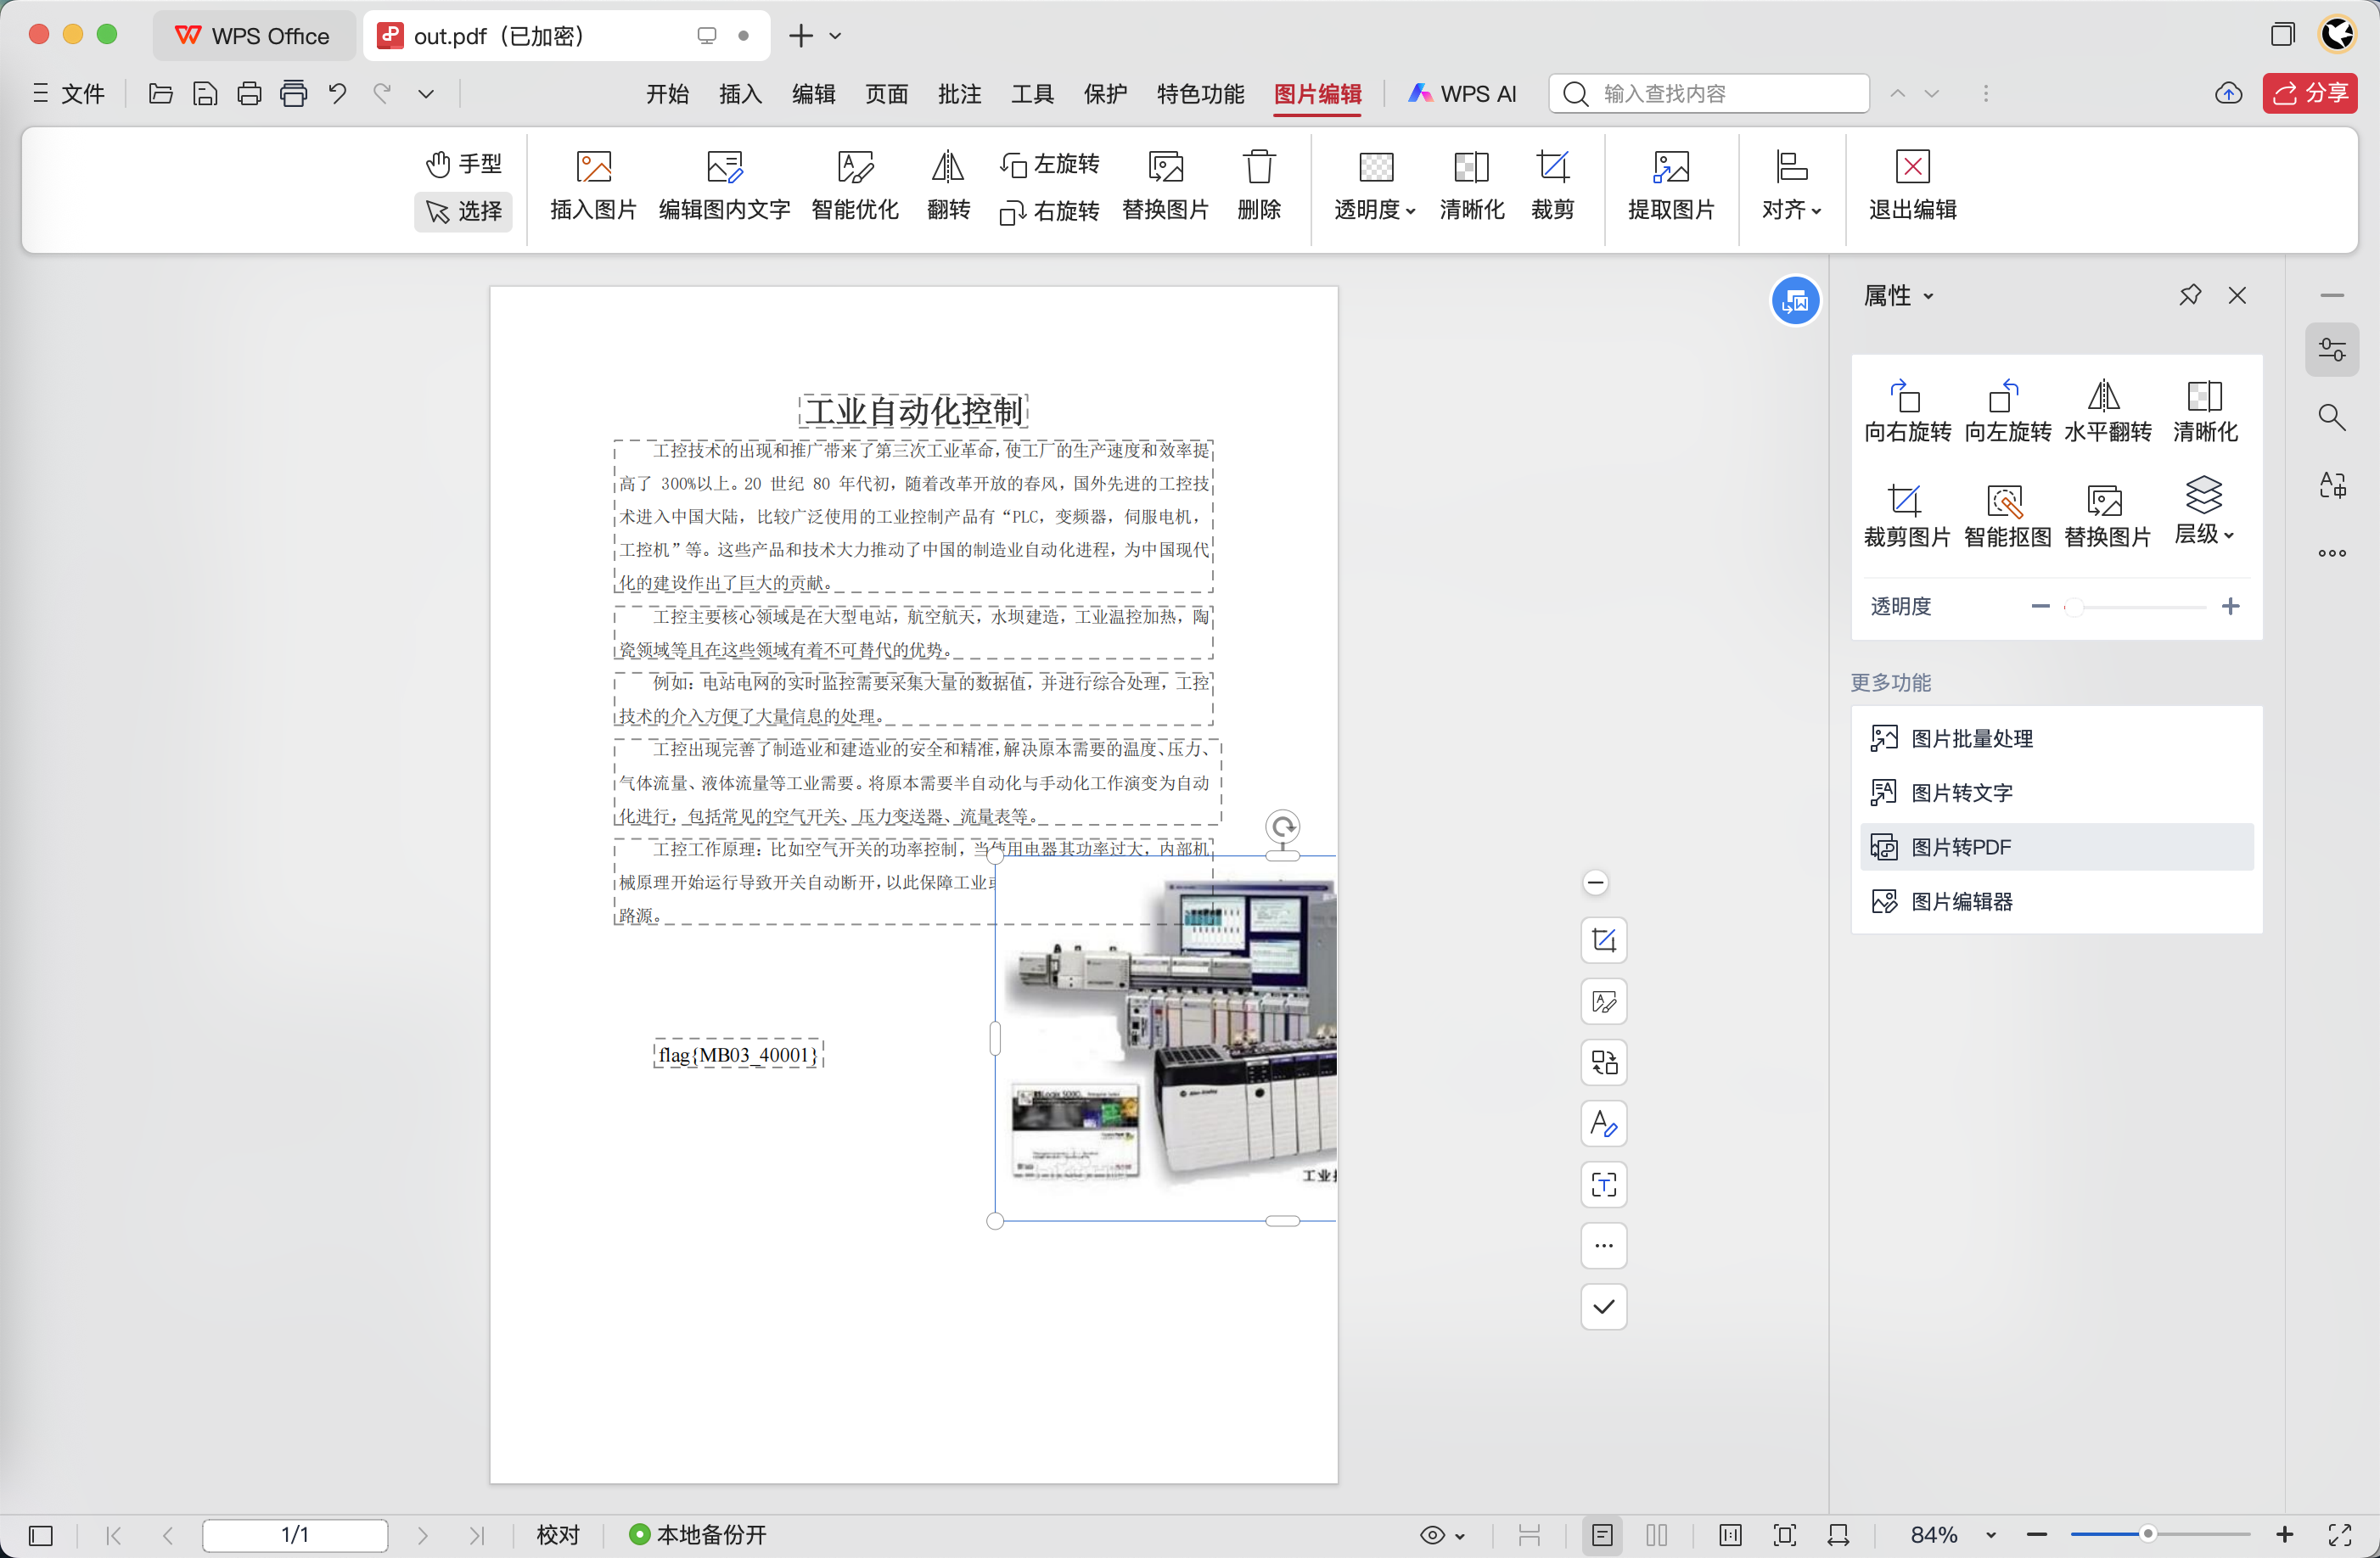 WPS Office
out.pdf（已加密）
文件
开始 插入 编辑 页面 批注 工具 保护 特色功能 图片编辑
WPS AI
输入查找内容
分享
手型
选择
插入图片
编辑图内文字
智能优化
翻转
左旋转
右旋转
替换图片
删除
透明度
清晰化
裁剪
提取图片
对齐
退出编辑
工业自动化控制
工控技术的出现和推广带来了第三次工业革命，使工厂的生产速度和效率提
高了 300%以上。20 世纪 80 年代初，随着改革开放的春风，国外先进的工控技
术进入中国大陆，比较广泛使用的工业控制产品有“PLC，变频器，伺服电机，
工控机”等。这些产品和技术大力推动了中国的制造业自动化进程，为中国现代
化的建设作出了巨大的贡献。
工控主要核心领域是在大型电站，航空航天，水坝建造，工业温控加热，陶
瓷领域等且在这些领域有着不可替代的优势。
例如：电站电网的实时监控需要采集大量的数据值，并进行综合处理，工控
技术的介入方便了大量信息的处理。
工控出现完善了制造业和建造业的安全和精准，解决原本需要的温度、压力、
气体流量、液体流量等工业需要。将原本需要半自动化与手动化工作演变为自动
化进行，包括常见的空气开关、压力变送器、流量表等。
工控工作原理：比如空气开关的功率控制，当使用电器其功率过大，内部机
械原理开始运行导致开关自动断开，以此保障工业
路源。
flag{MB03_40001}
工业
属性
向右旋转
向左旋转
水平翻转
清晰化
裁剪图片
智能抠图
替换图片
层级
透明度
更多功能
图片批量处理
图片转文字
图片转PDF
图片编辑器
1/1
校对
本地备份开
84%